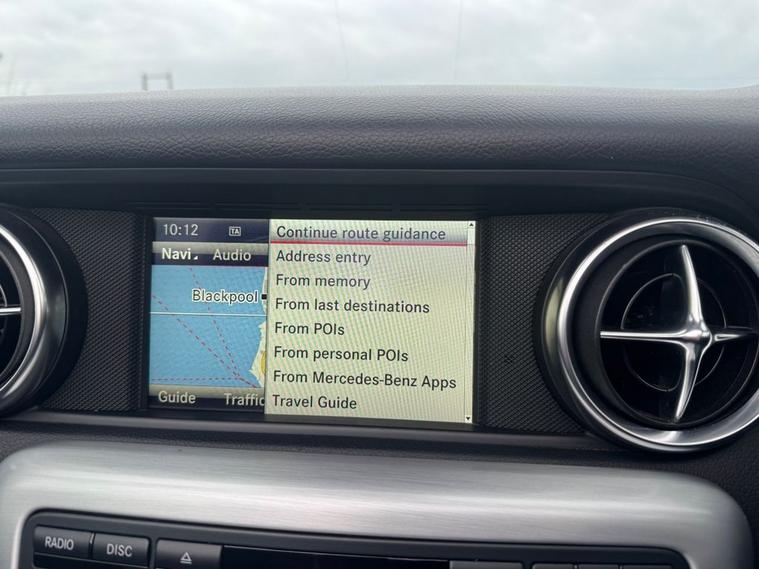 10:12 TA
Navi Audio
Blackpool
Guide Traffic
Continue route guidance
Address entry
From memory
From last destinations
From POIs
From personal POIs
From Mercedes-Benz Apps
Travel Guide
RADIO DISC